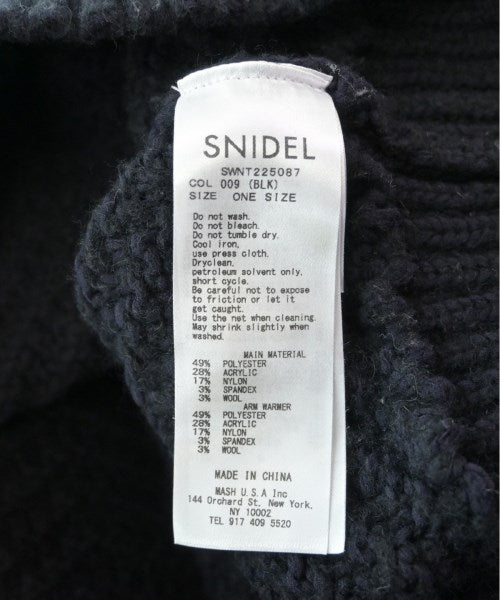 SNIDEL
SWNT225087
COL 009 (BLK)
SIZE ONE SIZE
Do not wash.
Do not bleach.
Do not tumble dry.
Cool iron,
use press cloth.
Dryclean,
petroleum solvent only,
short cycle.
Be careful not to expose
to friction or let it
get caught.
Use the net when cleaning.
May shrink slightly when
washed.
MAIN MATERIAL
49% POLYESTER
28% ACRYLIC
17% NYLON
3% SPANDEX
3% WOOL
ARM WARMER
49% POLYESTER
28% ACRYLIC
17% NYLON
3% SPANDEX
3% WOOL
MADE IN CHINA
MASH U.S.A Inc
144 Orchard St. New York,
NY 10002
TEL 917 409 5520